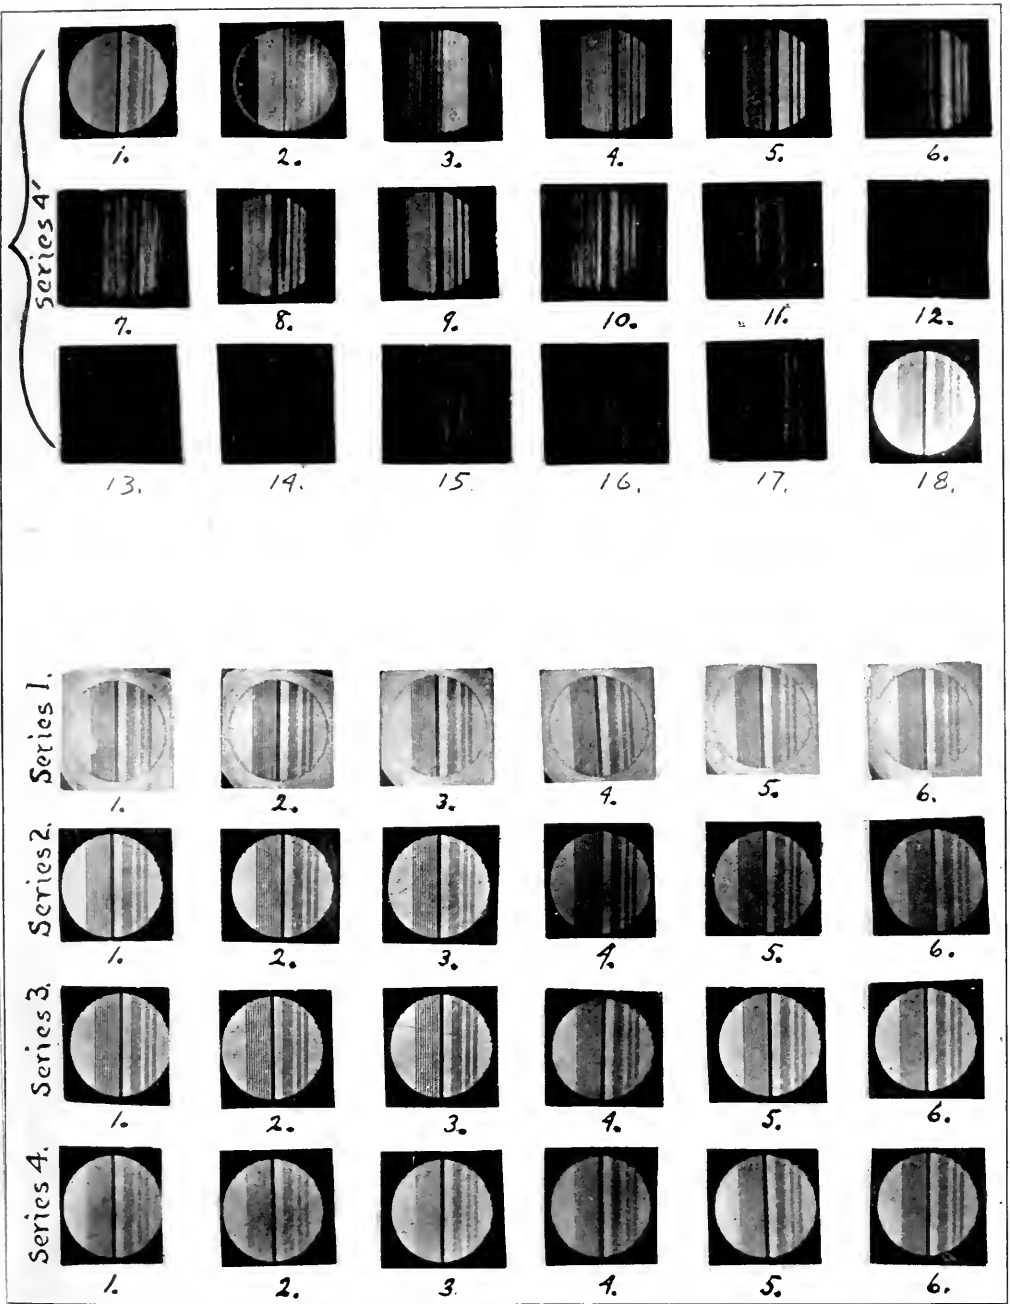 Series 4'
1. 2. 3. 4. 5. 6.
7. 8. 9. 10. 11. 12.
13. 14. 15. 16. 17. 18.
Series 1.
1. 2. 3. 4. 5. 6.
Series 2.
1. 2. 3. 4. 5. 6.
Series 3.
1. 2. 3. 4. 5. 6.
Series 4.
1. 2. 3 4. 5. 6.